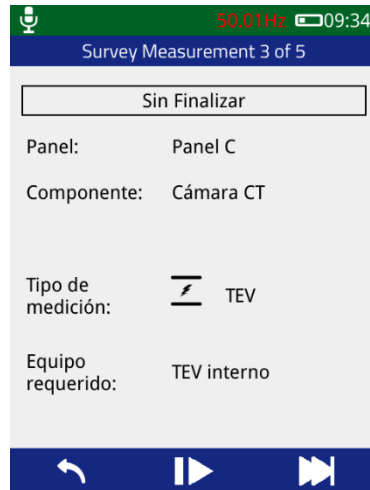 50.01Hz 09:34
Survey Measurement 3 of 5
Sin Finalizar
Panel: Panel C
Componente: Cámara CT
Tipo de
medición: TEV
Equipo
requerido: TEV interno